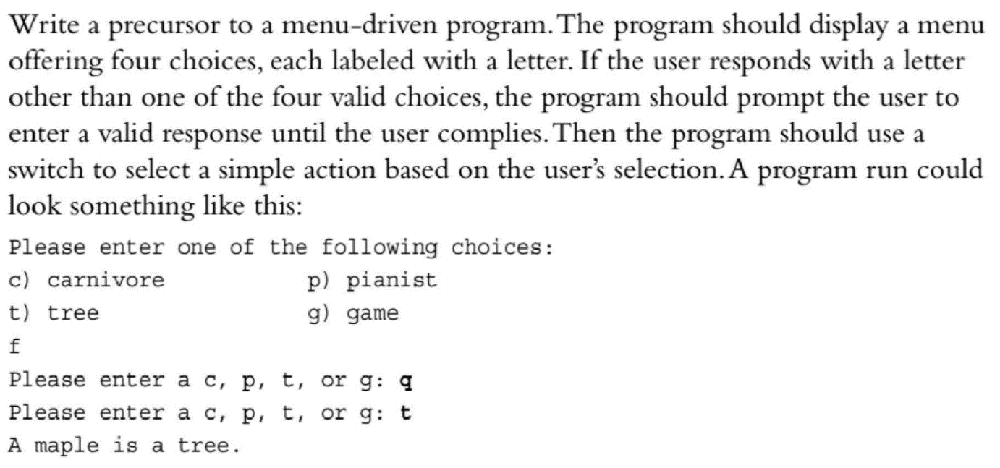 Write a precursor to a menu-driven program. The program should display a menu
offering four choices, each labeled with a letter. If the user responds with a letter
other than one of the four valid choices, the program should prompt the user to
enter a valid response until the user complies. Then the program should use a
switch to select a simple action based on the user’s selection. A program run could
look something like this:
Please enter one of the following choices:
c) carnivore p) pianist
t) tree g) game
f
Please enter a c, p, t, or g: q
Please enter a c, p, t, or g: t
A maple is a tree.